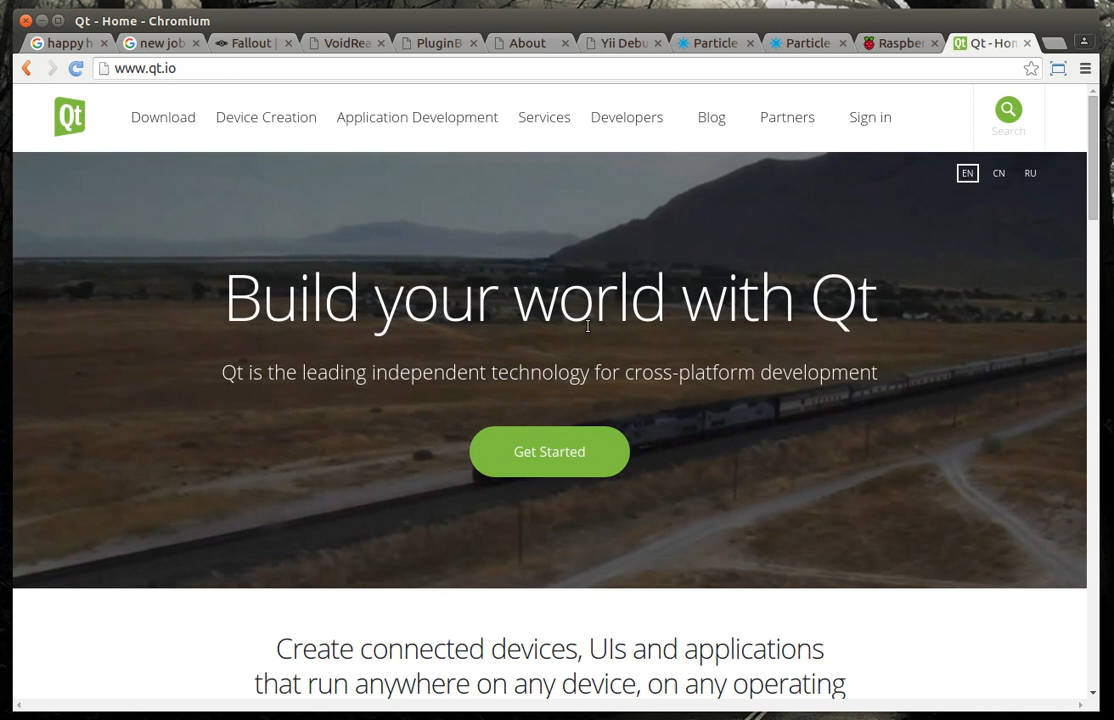 Qt - Home - Chromium
happy h
new job
Fallout |
VoidRea
PluginB
About
Yii Debu
Particle
Particle
Raspber
Qt - Hom
www.qt.io
Qt
Download
Device Creation
Application Development
Services
Developers
Blog
Partners
Sign in
Search
EN
CN
RU
Build your world with Qt
Qt is the leading independent technology for cross-platform development
Get Started
Create connected devices, UIs and applications
that run anywhere on any device, on any operating